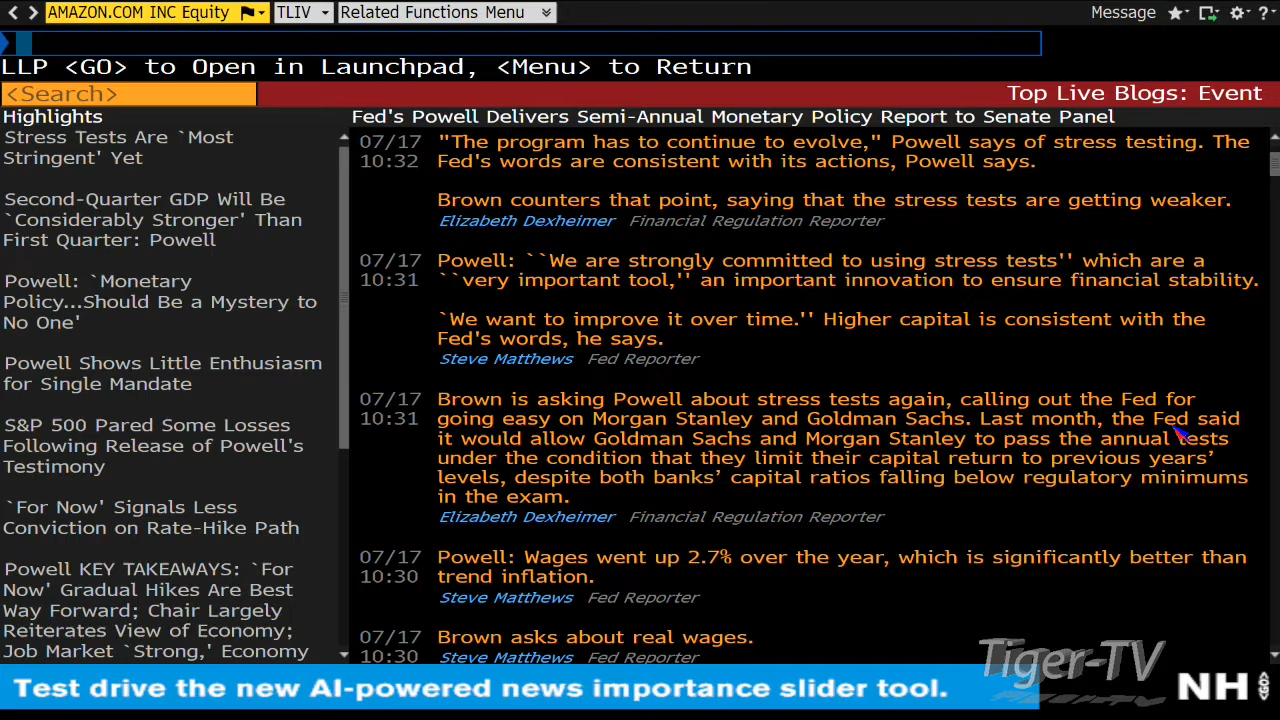 AMAZON.COM INC Equity
TLIV
Related Functions Menu
Message
?
LLP <GO> to Open in Launchpad, <Menu> to Return
<Search>
Top Live Blogs: Event
Highlights
Stress Tests Are `Most
Stringent' Yet
Second-Quarter GDP Will Be
`Considerably Stronger' Than
First Quarter: Powell
Powell: `Monetary
Policy...Should Be a Mystery to
No One'
Powell Shows Little Enthusiasm
for Single Mandate
S&P 500 Pared Some Losses
Following Release of Powell's
Testimony
`For Now' Signals Less
Conviction on Rate-Hike Path
Powell KEY TAKEAWAYS: `For
Now' Gradual Hikes Are Best
Way Forward; Chair Largely
Reiterates View of Economy;
Job Market `Strong,' Economy
Fed's Powell Delivers Semi-Annual Monetary Policy Report to Senate Panel
07/17 "The program has to continue to evolve," Powell says of stress testing. The
10:32 Fed's words are consistent with its actions, Powell says.
Brown counters that point, saying that the stress tests are getting weaker.
Elizabeth Dexheimer Financial Regulation Reporter
07/17 Powell: ``We are strongly committed to using stress tests'' which are a
10:31 ``very important tool,'' an important innovation to ensure financial stability.
`We want to improve it over time.'' Higher capital is consistent with the
Fed's words, he says.
Steve Matthews Fed Reporter
07/17 Brown is asking Powell about stress tests again, calling out the Fed for
10:31 going easy on Morgan Stanley and Goldman Sachs. Last month, the Fed said
it would allow Goldman Sachs and Morgan Stanley to pass the annual tests
under the condition that they limit their capital return to previous years’
levels, despite both banks’ capital ratios falling below regulatory minimums
in the exam.
Elizabeth Dexheimer Financial Regulation Reporter
07/17 Powell: Wages went up 2.7% over the year, which is significantly better than
10:30 trend inflation.
Steve Matthews Fed Reporter
07/17 Brown asks about real wages.
10:30 Steve Matthews Fed Reporter
Tiger-TV
Test drive the new AI-powered news importance slider tool.
NH <GO>